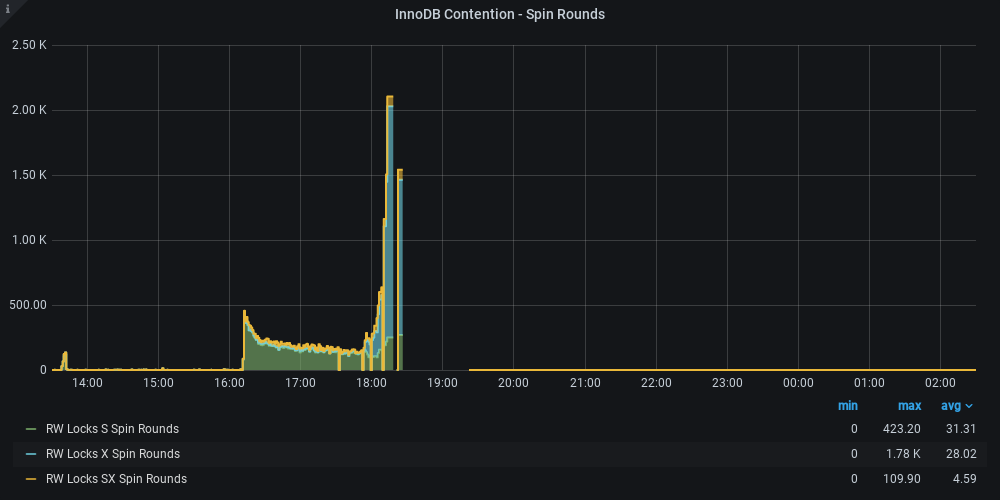 i
InnoDB Contention - Spin Rounds
2.50 K
2.00 K
1.50 K
1.00 K
500.00
0
14:00 15:00 16:00 17:00 18:00 19:00 20:00 21:00 22:00 23:00 00:00 01:00 02:00
min max avg
RW Locks S Spin Rounds 0 423.20 31.31
RW Locks X Spin Rounds 0 1.78 K 28.02
RW Locks SX Spin Rounds 0 109.90 4.59